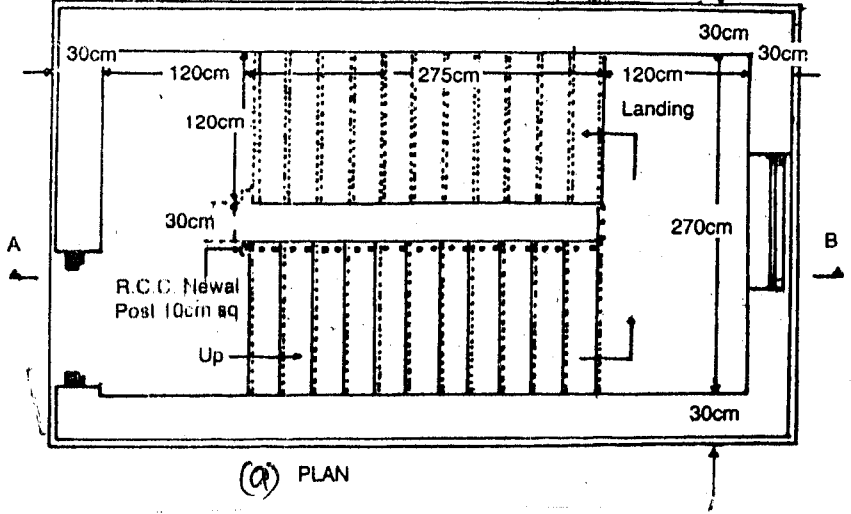 30cm
30cm
30cm
120cm
275cm
120cm
Landing
120cm
30cm
270cm
A
B
R.C.C. Newal
Post 10cm sq
Up
30cm
(a) PLAN